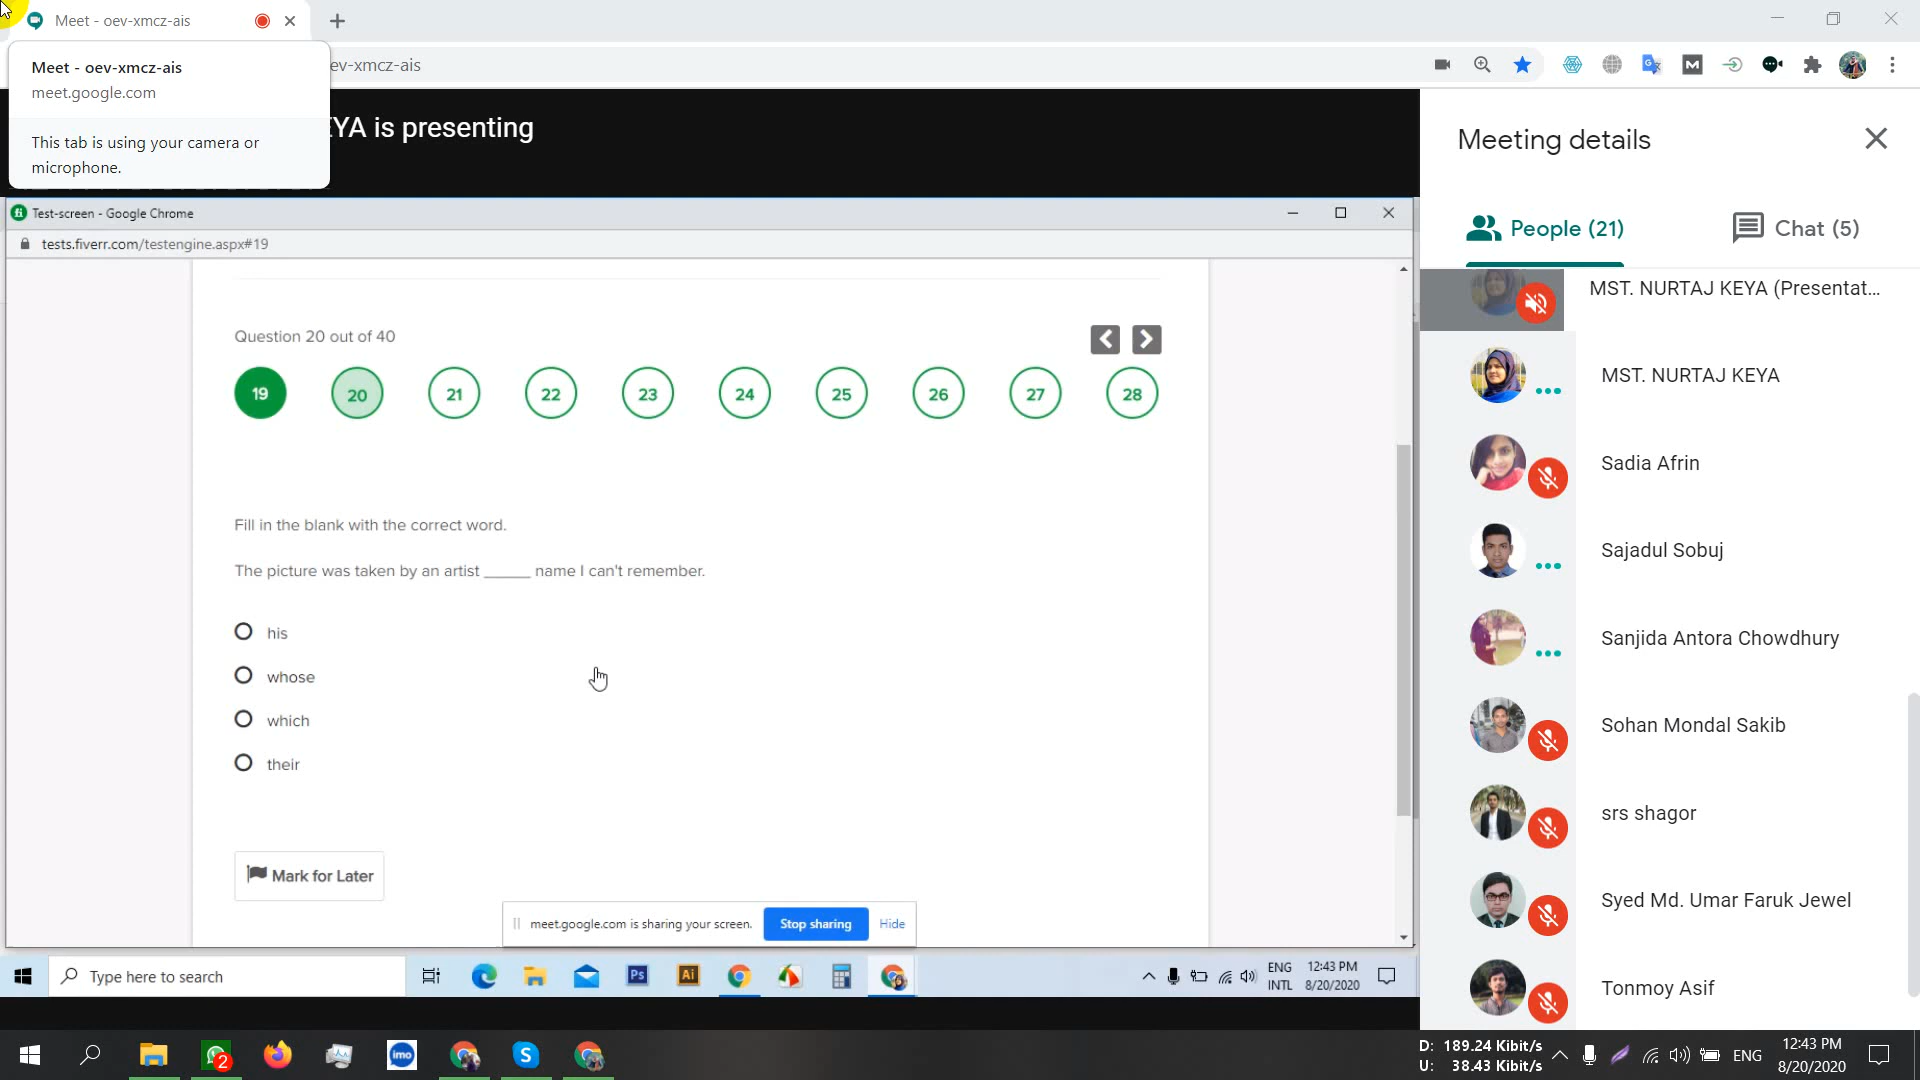 Meet - oev-xmcz-ais
Meet - oev-xmcz-ais
meet.google.com
This tab is using your camera or
microphone.
ev-xmcz-ais
EYA is presenting
Test-screen - Google Chrome
tests.fiverr.com/testengine.aspx#19
Question 20 out of 40
19 20 21 22 23 24 25 26 27 28
Fill in the blank with the correct word.
The picture was taken by an artist ______ name I can't remember.
his
whose
which
their
Mark for Later
meet.google.com is sharing your screen. Stop sharing Hide
Type here to search
Ps
Ai
ENG
INTL
12:43 PM
8/20/2020
Meeting details
People (21)
Chat (5)
MST. NURTAJ KEYA (Presentat...
MST. NURTAJ KEYA
Sadia Afrin
Sajadul Sobuj
Sanjida Antora Chowdhury
Sohan Mondal Sakib
srs shagor
Syed Md. Umar Faruk Jewel
Tonmoy Asif
2
imo
D: 189.24 Kibit/s
U: 38.43 Kibit/s
ENG
12:43 PM
8/20/2020